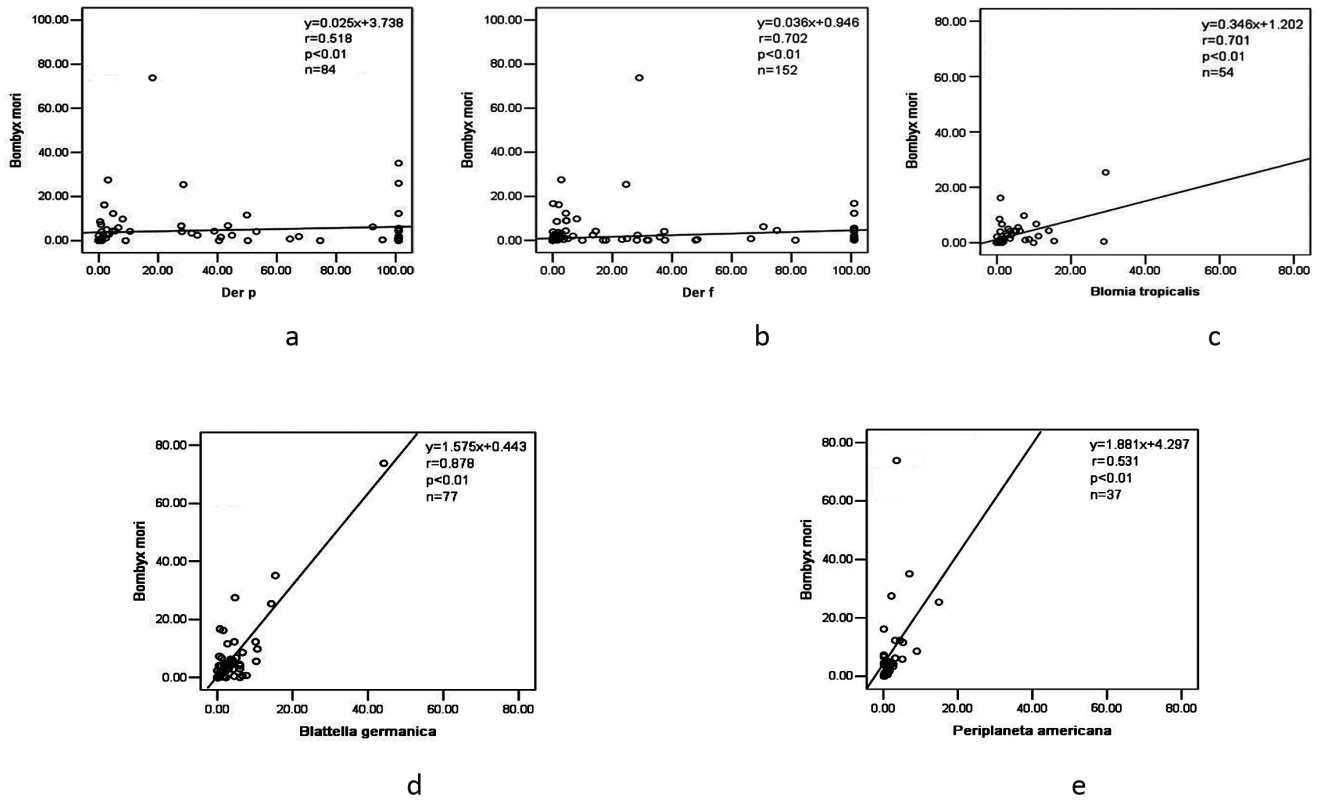 y=0.025x+3.738
r=0.518
p<0.01
n=84
100.00
80.00
60.00
40.00
20.00
0.00
Bombyx mori
0.00 20.00 40.00 60.00 80.00 100.00
Der p
a
y=0.036x+0.946
r=0.702
p<0.01
n=152
100.00
80.00
60.00
40.00
20.00
0.00
Bombyx mori
0.00 20.00 40.00 60.00 80.00 100.00
Der f
b
y=0.346x+1.202
r=0.701
p<0.01
n=54
80.00
60.00
40.00
20.00
0.00
Bombyx mori
0.00 20.00 40.00 60.00 80.00
Blomia tropicalis
c
y=1.575x+0.443
r=0.878
p<0.01
n=77
80.00
60.00
40.00
20.00
0.00
Bombyx mori
0.00 20.00 40.00 60.00 80.00
Blattella germanica
d
y=1.881x+4.297
r=0.531
p<0.01
n=37
80.00
60.00
40.00
20.00
0.00
Bombyx mori
0.00 20.00 40.00 60.00 80.00
Periplaneta americana
e